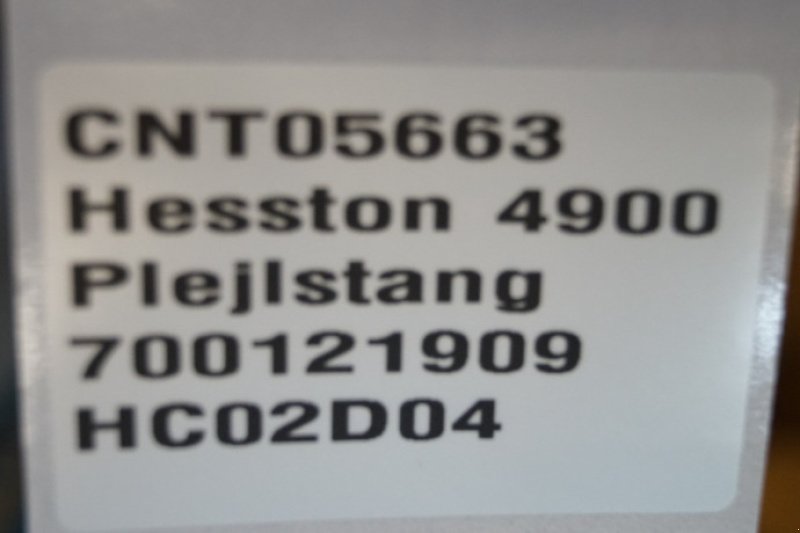 CNT05663
Hesston 4900
Plejlstang
700121909
HC02D04